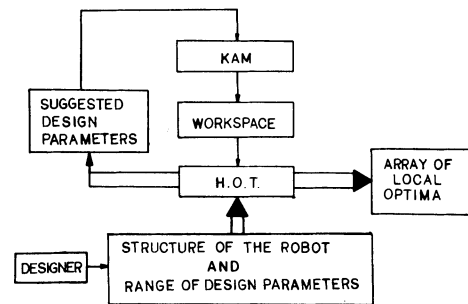 KAM
SUGGESTED
DESIGN
PARAMETERS
WORKSPACE
H.O.T.
ARRAY OF
LOCAL
OPTIMA
DESIGNER
STRUCTURE OF THE ROBOT
AND
RANGE OF DESIGN PARAMETERS